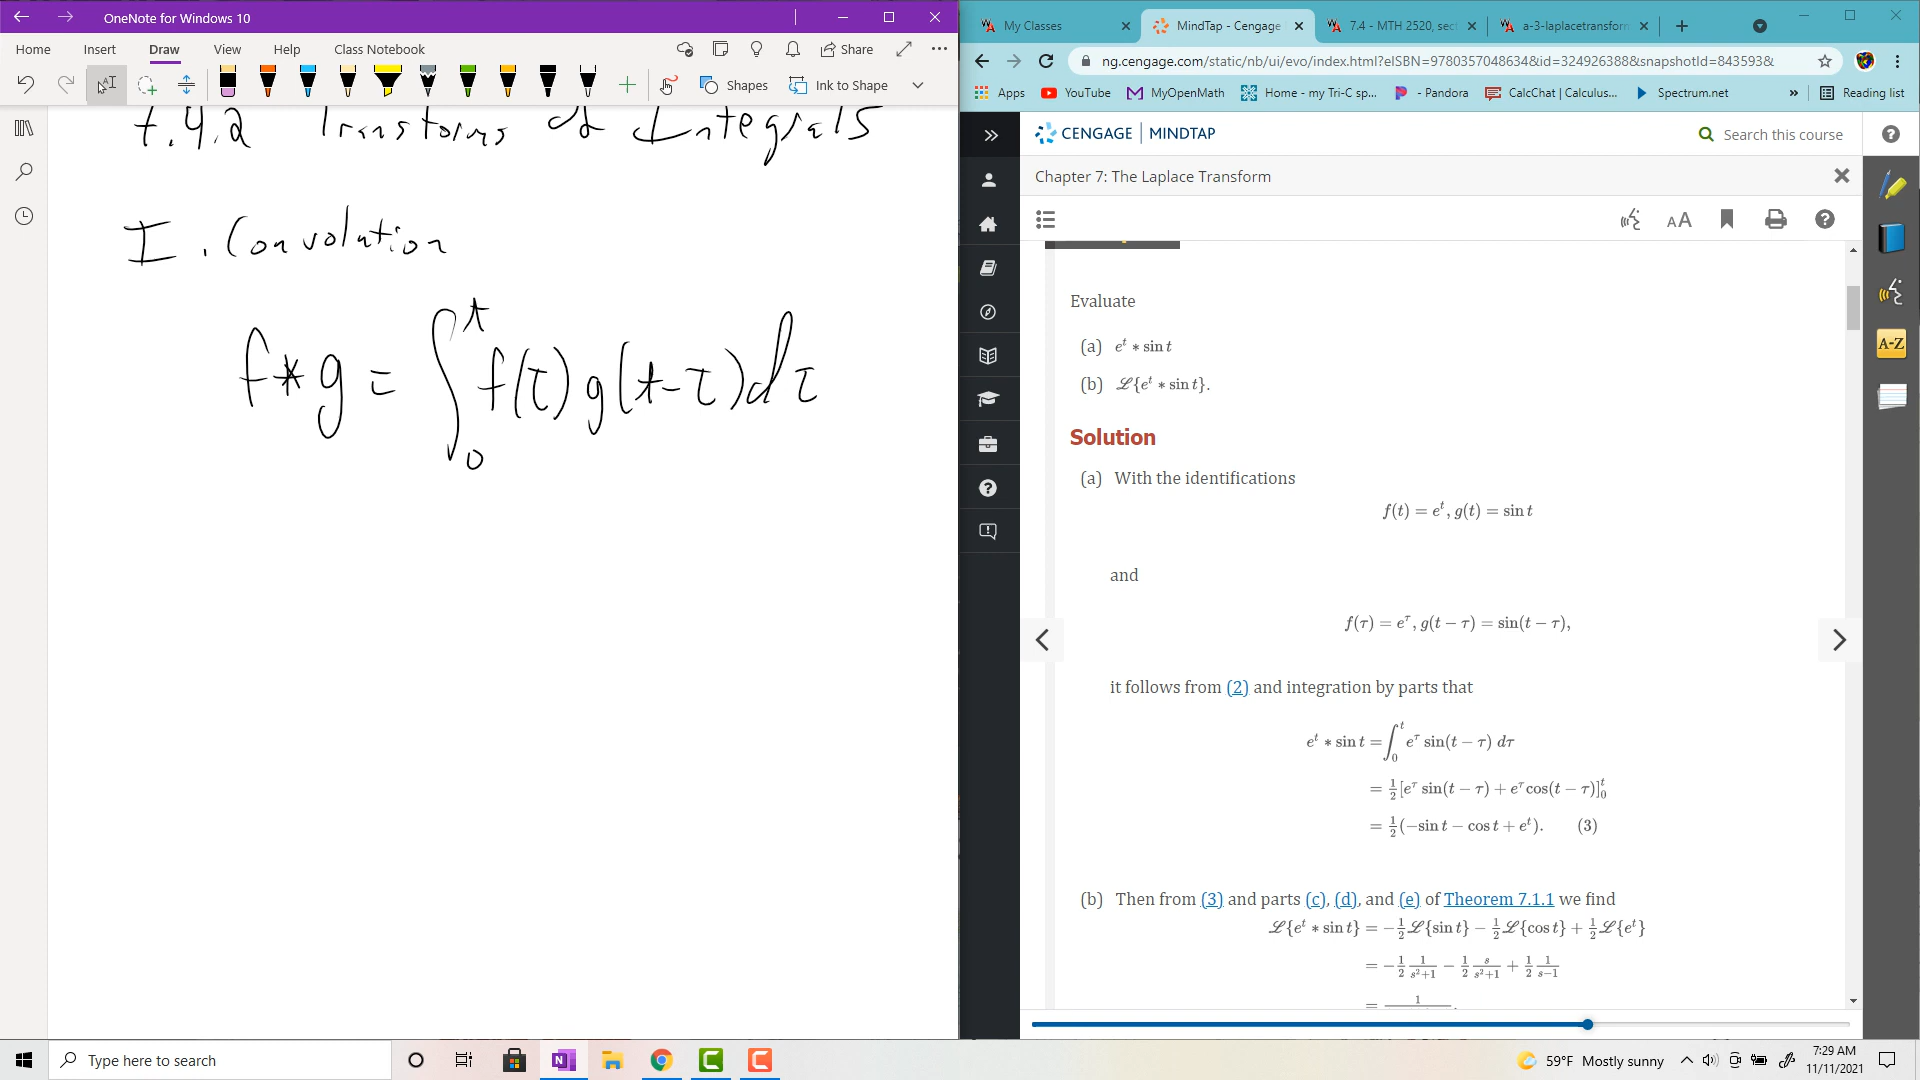 OneNote for Windows 10
Home Insert Draw View Help Class Notebook Share
Shapes Ink to Shape
7.4.2 Transforms of Integrals
I. Convolution
f*g = ∫₀ᵗ f(τ) g(t-τ)dτ
My Classes MindTap - Cengage 7.4 - MTH 2520, sec a-3-laplacetransform
ng.cengage.com/static/nb/ui/evo/index.html?eISBN=9780357048634&id=324926388&snapshotId=843593&
Apps YouTube MyOpenMath Home - my Tri-C sp... - Pandora CalcChat | Calculus... Spectrum.net » Reading list
CENGAGE | MINDTAP Search this course
Chapter 7: The Laplace Transform
AA
A-Z
Evaluate
(a) eᵗ * sin t
(b) ℒ{eᵗ * sin t}.
Solution
(a) With the identifications
f(t) = eᵗ, g(t) = sin t
and
f(τ) = e^τ, g(t − τ) = sin(t − τ),
it follows from (2) and integration by parts that
eᵗ * sin t = ∫₀ᵗ e^τ sin(t − τ) dτ
= ½[e^τ sin(t − τ) + e^τ cos(t − τ)]₀ᵗ
= ½(−sin t − cos t + eᵗ). (3)
(b) Then from (3) and parts (c), (d), and (e) of Theorem 7.1.1 we find
ℒ{eᵗ * sin t} = −½ℒ{sin t} − ½ℒ{cos t} + ½ℒ{eᵗ}
= −1/2 1/(s²+1) − 1/2 s/(s²+1) + 1/2 1/(s−1)
Type here to search
59°F Mostly sunny
7:29 AM
11/11/2021